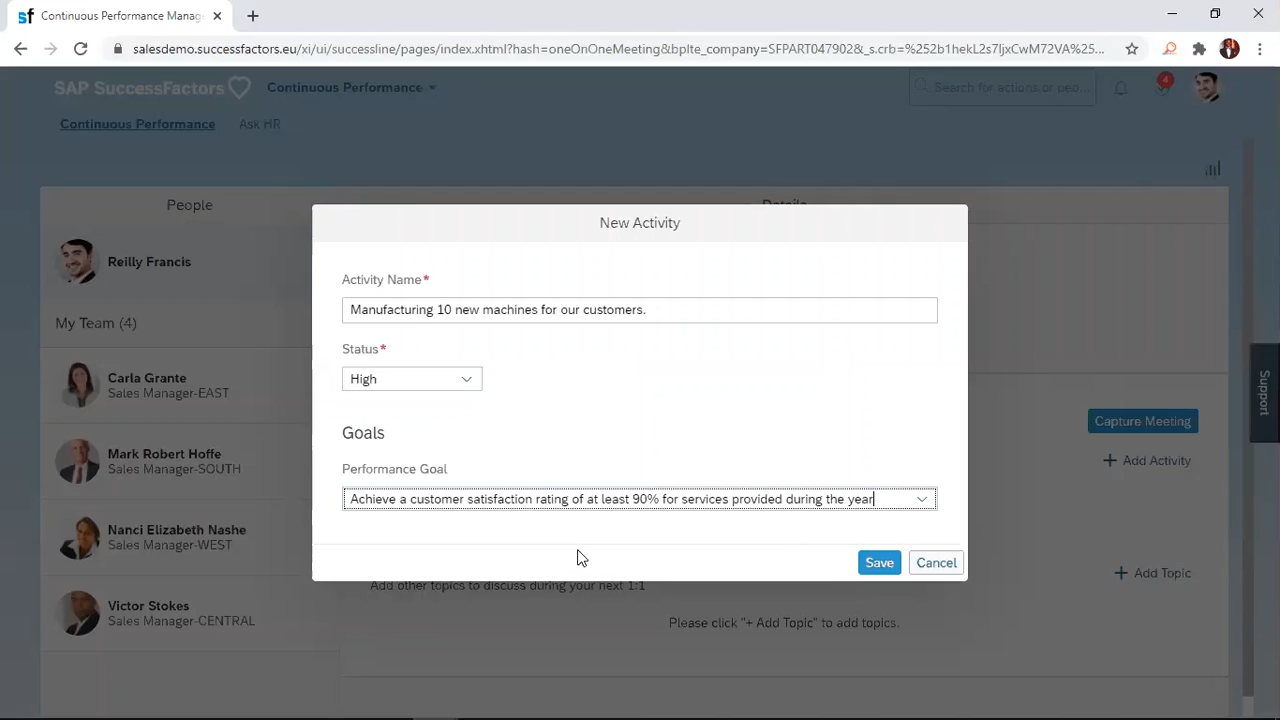 Continuous Performance Manag
salesdemo.successfactors.eu/xi/ui/successline/pages/index.xhtml?hash=oneOnOneMeeting&bplte_company=SFPART047902&_s.crb=%252b1hekL2s7ljxCwM72VA%25...
SAP SuccessFactors
Continuous Performance
Search for actions or peo...
4
Continuous Performance
Ask HR
People
Details
New Activity
Reilly Francis
Activity Name*
Manufacturing 10 new machines for our customers.
My Team (4)
Status*
High
Carla Grante
Sales Manager-EAST
Support
Capture Meeting
Goals
Mark Robert Hoffe
Sales Manager-SOUTH
Add Activity
Performance Goal
Achieve a customer satisfaction rating of at least 90% for services provided during the year
Nanci Elizabeth Nashe
Sales Manager-WEST
Save
Cancel
Add other topics to discuss during your next 1:1
Add Topic
Victor Stokes
Sales Manager-CENTRAL
Please click "+ Add Topic" to add topics.